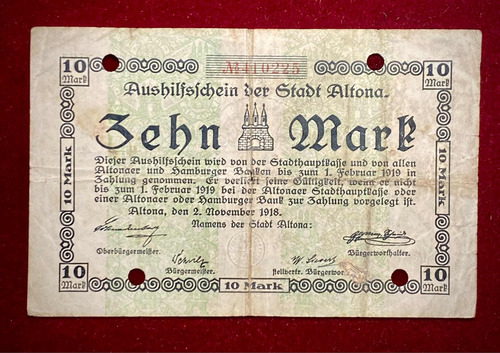 10 Mark
№110225
10 Mark
Aushilfsschein der Stadt Altona.
Zehn Mark
10 Mark
10 Mark
Dieser Aushilfsschein wird von der Stadthauptkasse und von allen
Altonaer und Hamburger Banken bis zum 1. Februar 1919 in
Zahlung genommen. Er verliert seine Gültigkeit, wenn er nicht
bis zum 1. Februar 1919 bei der Altonaer Stadthauptkasse oder
einer Altonaer oder Hamburger Bank zur Zahlung vorgelegt ist.
Altona, den 2. November 1918.
Namens der Stadt Altona:
Oberbürgermeister.
Bürgermeister.
stellvertr. Bürgerwor
Bürgerworthalter.
10 Mark
10 Mark
10 Mark